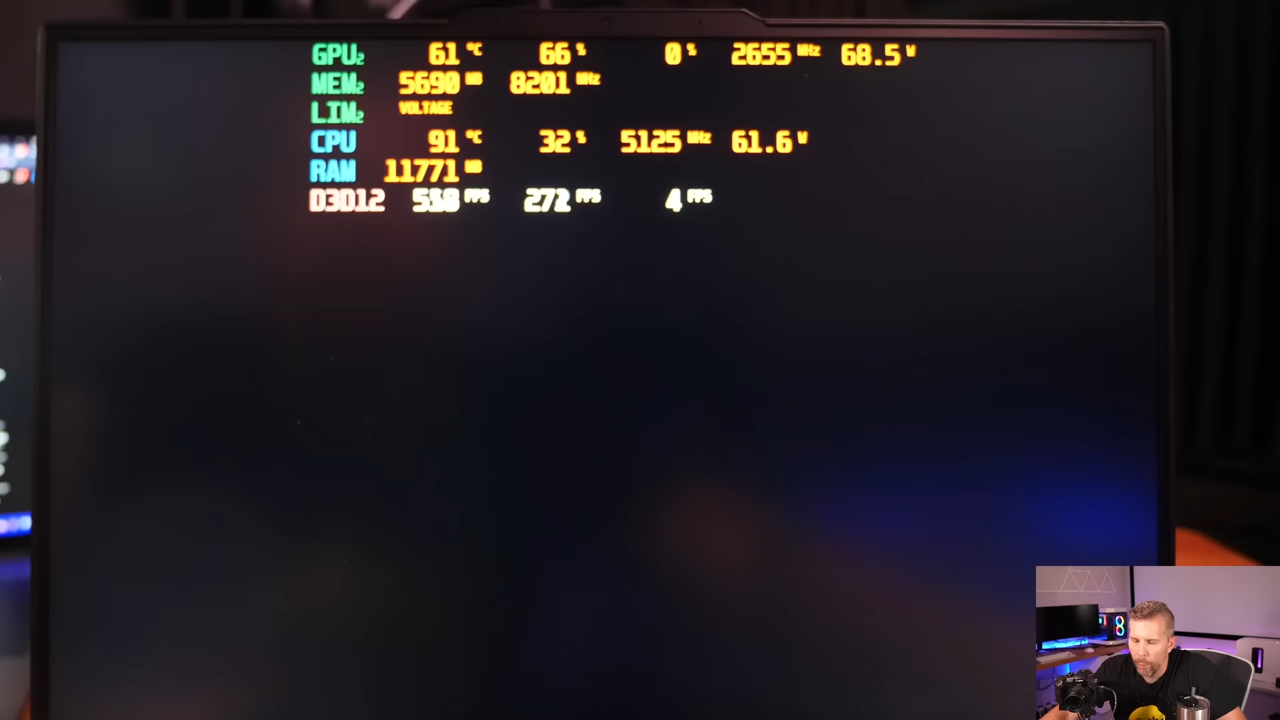 GPU2 61 °C 66 % 0 % 2655 MHz 68.5 W
MEM2 5690 MB 8201 MHz
LIM2 VOLTAGE
CPU 91 °C 32 % 5125 MHz 61.6 W
RAM 11771 MB
D3D12 FPS 272 FPS 4 FPS